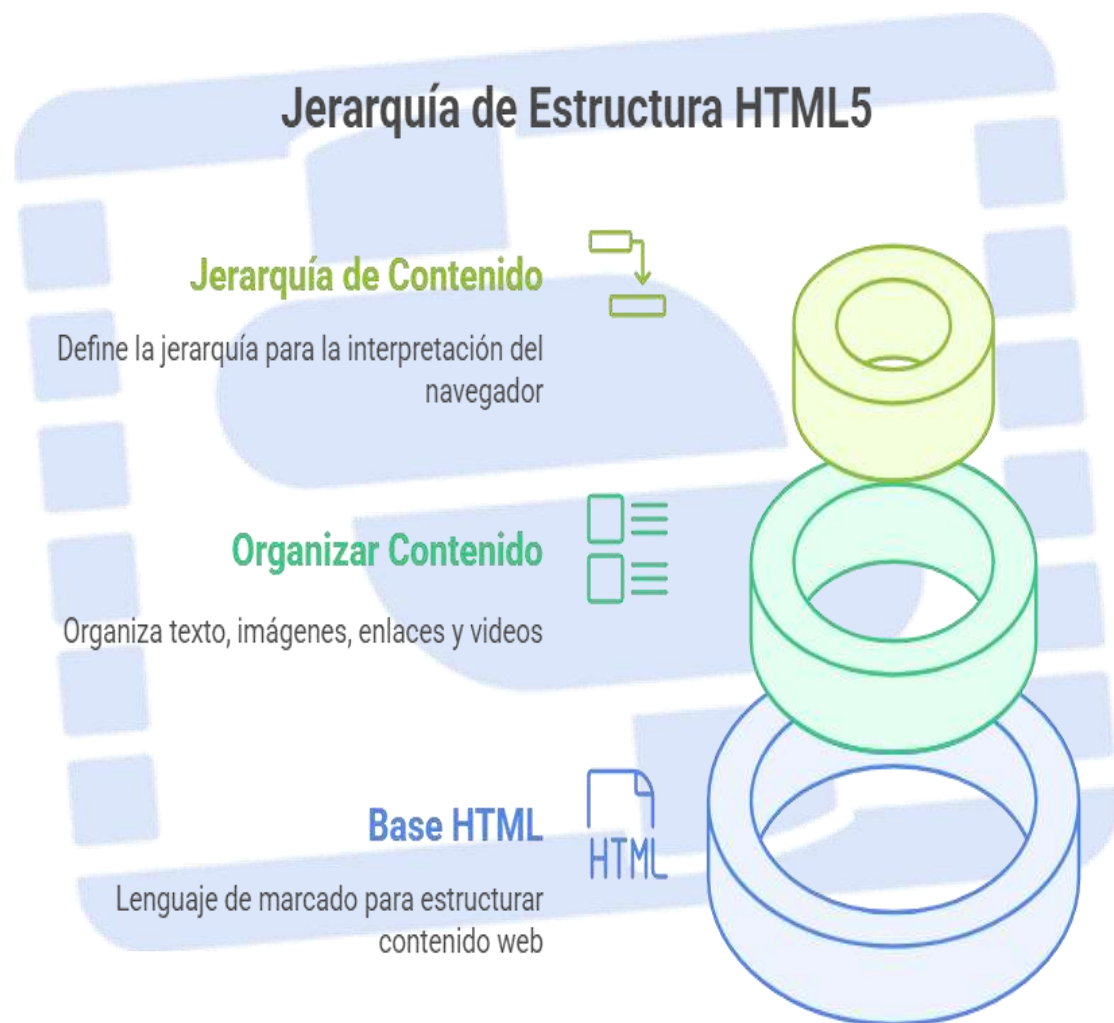 Jerarquía de Estructura HTML5
Jerarquía de Contenido
Define la jerarquía para la interpretación del
navegador
Organizar Contenido
Organiza texto, imágenes, enlaces y videos
Base HTML
HTML
Lenguaje de marcado para estructurar
contenido web